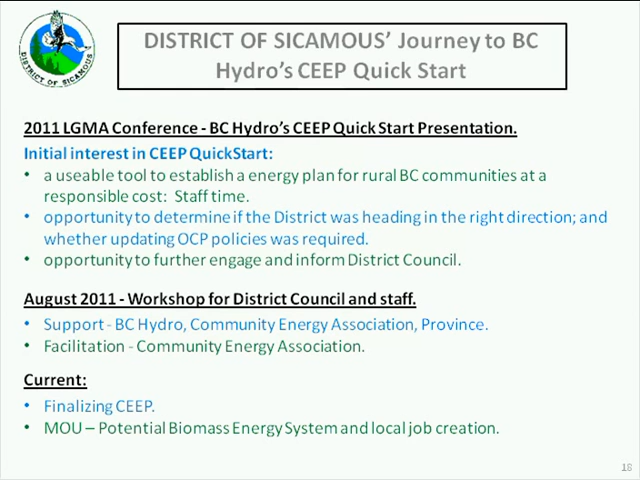 DISTRICT OF SICAMOUS
DISTRICT OF SICAMOUS' Journey to BC
Hydro's CEEP Quick Start
2011 LGMA Conference - BC Hydro's CEEP Quick Start Presentation.
Initial interest in CEEP QuickStart:
• a useable tool to establish a energy plan for rural BC communities at a
responsible cost: Staff time.
• opportunity to determine if the District was heading in the right direction; and
whether updating OCP policies was required.
• opportunity to further engage and inform District Council.
August 2011 - Workshop for District Council and staff.
• Support - BC Hydro, Community Energy Association, Province.
• Facilitation - Community Energy Association.
Current:
• Finalizing CEEP.
• MOU – Potential Biomass Energy System and local job creation.
18